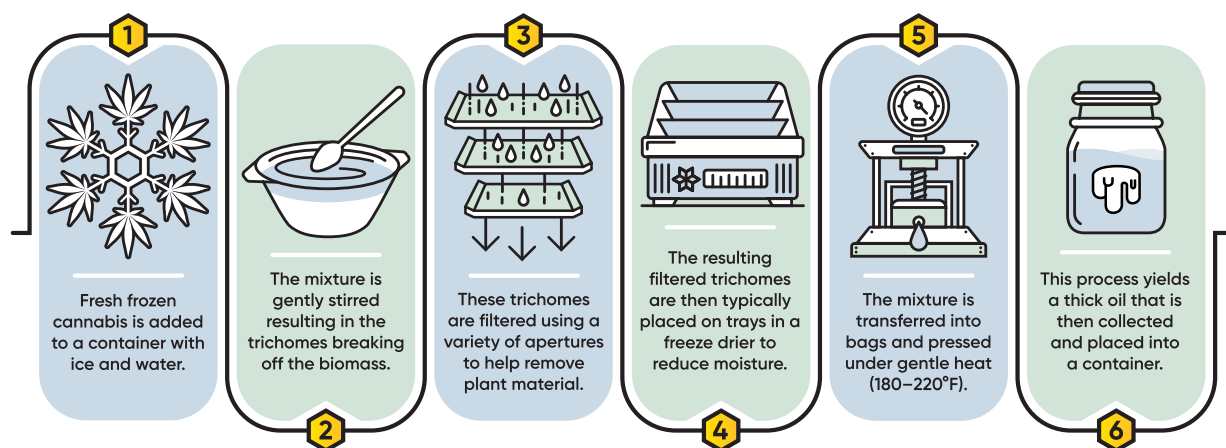 1
Fresh frozen
cannabis is added
to a container with
ice and water.
2
The mixture is
gently stirred
resulting in the
trichomes breaking
off the biomass.
3
These trichomes
are filtered using a
variety of apertures
to help remove
plant material.
4
The resulting
filtered trichomes
are then typically
placed on trays in a
freeze drier to
reduce moisture.
5
The mixture is
transferred into
bags and pressed
under gentle heat
(180–220°F).
6
This process yields
a thick oil that is
then collected
and placed into
a container.